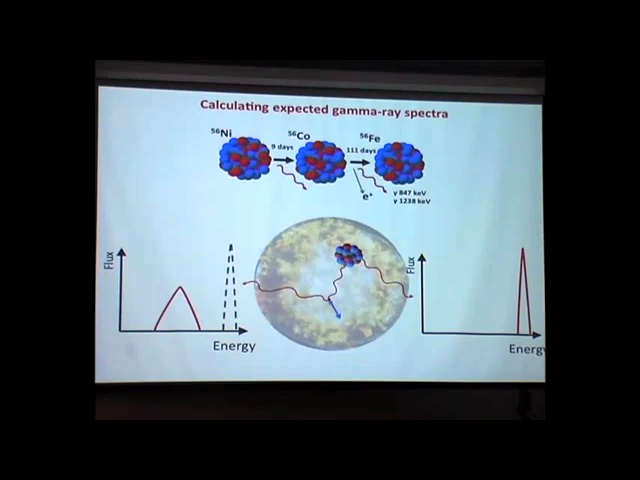 Calculating expected gamma-ray spectra
56Ni
56Co
56Fe
9 days
111 days
e+
γ 847 keV
γ 1238 keV
Flux
Energy
Flux
Energy